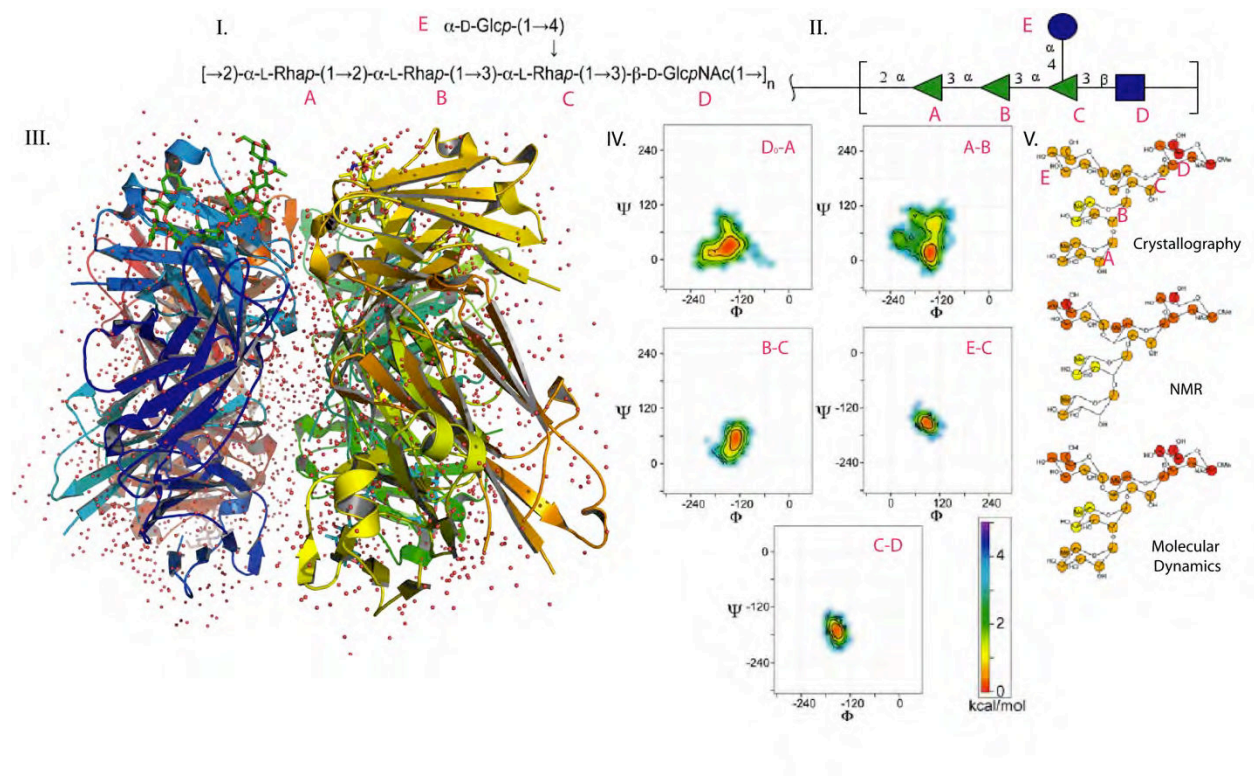 I.
E α-D-Glcp-(1→4)
↓
[→2)-α-L-Rhap-(1→2)-α-L-Rhap-(1→3)-α-L-Rhap-(1→3)-β-D-GlcpNAc(1→]n
A B C D
II.
E
α
4
2 α 3 α 3 α 3 β
A B C D
III.
IV.
D₀-A
Ψ
240
120
0
-240 -120 0
Φ
A-B
Ψ
240
120
0
-240 -120 0
Φ
B-C
Ψ
240
120
0
-240 -120 0
Φ
E-C
Ψ
0
-120
-240
0 120 240
Φ
C-D
Ψ
0
-120
-240
-240 -120 0
Φ
4
2
0
kcal/mol
V.
E
D
C
B
A
Crystallography
NMR
Molecular
Dynamics